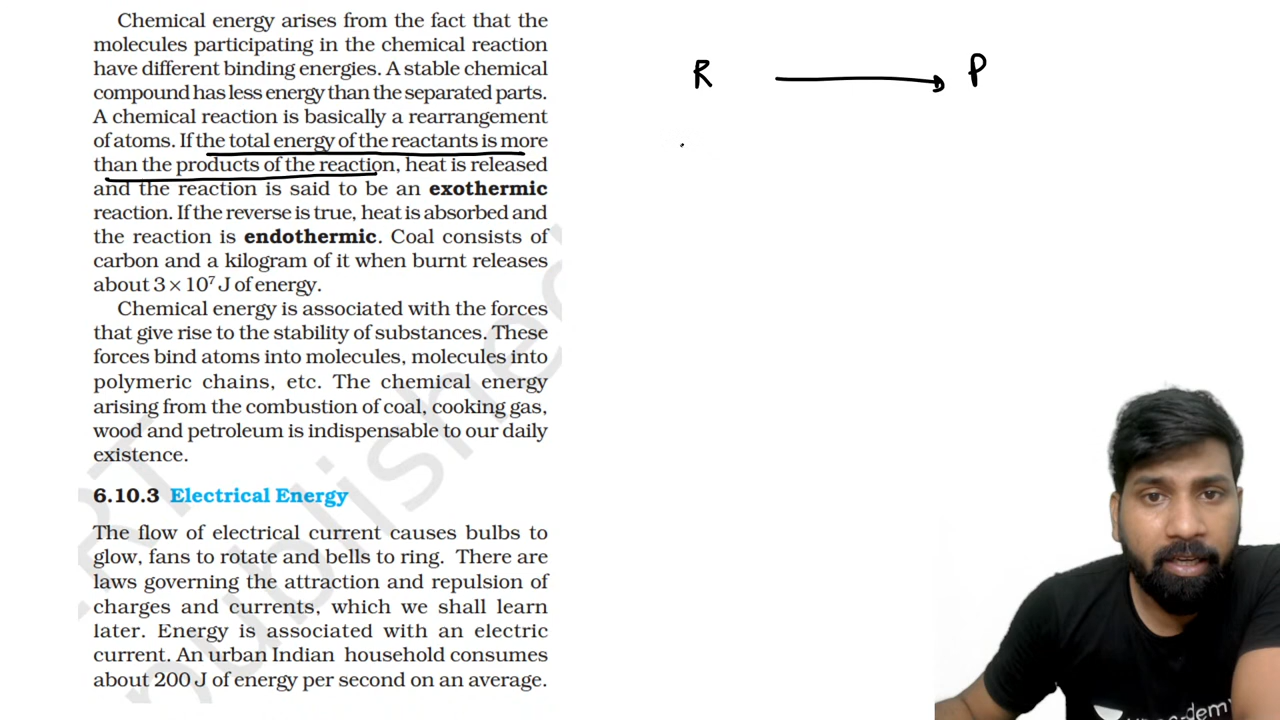 Chemical energy arises from the fact that the
molecules participating in the chemical reaction
have different binding energies. A stable chemical
compound has less energy than the separated parts.
A chemical reaction is basically a rearrangement
of atoms. If the total energy of the reactants is more
than the products of the reaction, heat is released
and the reaction is said to be an exothermic
reaction. If the reverse is true, heat is absorbed and
the reaction is endothermic. Coal consists of
carbon and a kilogram of it when burnt releases
about 3 × 10⁷ J of energy.
Chemical energy is associated with the forces
that give rise to the stability of substances. These
forces bind atoms into molecules, molecules into
polymeric chains, etc. The chemical energy
arising from the combustion of coal, cooking gas,
wood and petroleum is indispensable to our daily
existence.
6.10.3 Electrical Energy
The flow of electrical current causes bulbs to
glow, fans to rotate and bells to ring. There are
laws governing the attraction and repulsion of
charges and currents, which we shall learn
later. Energy is associated with an electric
current. An urban Indian household consumes
about 200 J of energy per second on an average.
R → P